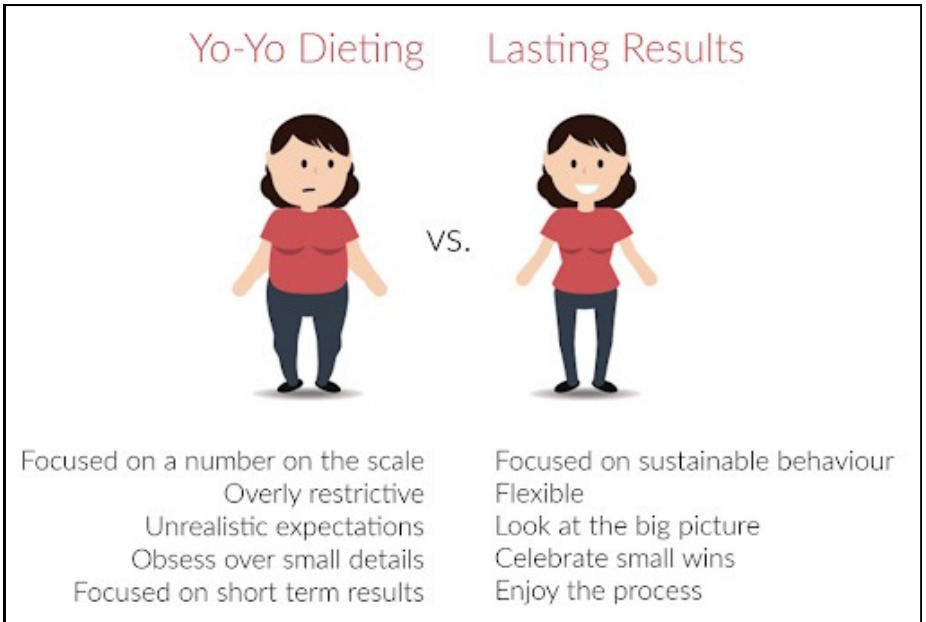 Yo-Yo Dieting
Lasting Results
vs.
Focused on a number on the scale
Overly restrictive
Unrealistic expectations
Obsess over small details
Focused on short term results
Focused on sustainable behaviour
Flexible
Look at the big picture
Celebrate small wins
Enjoy the process